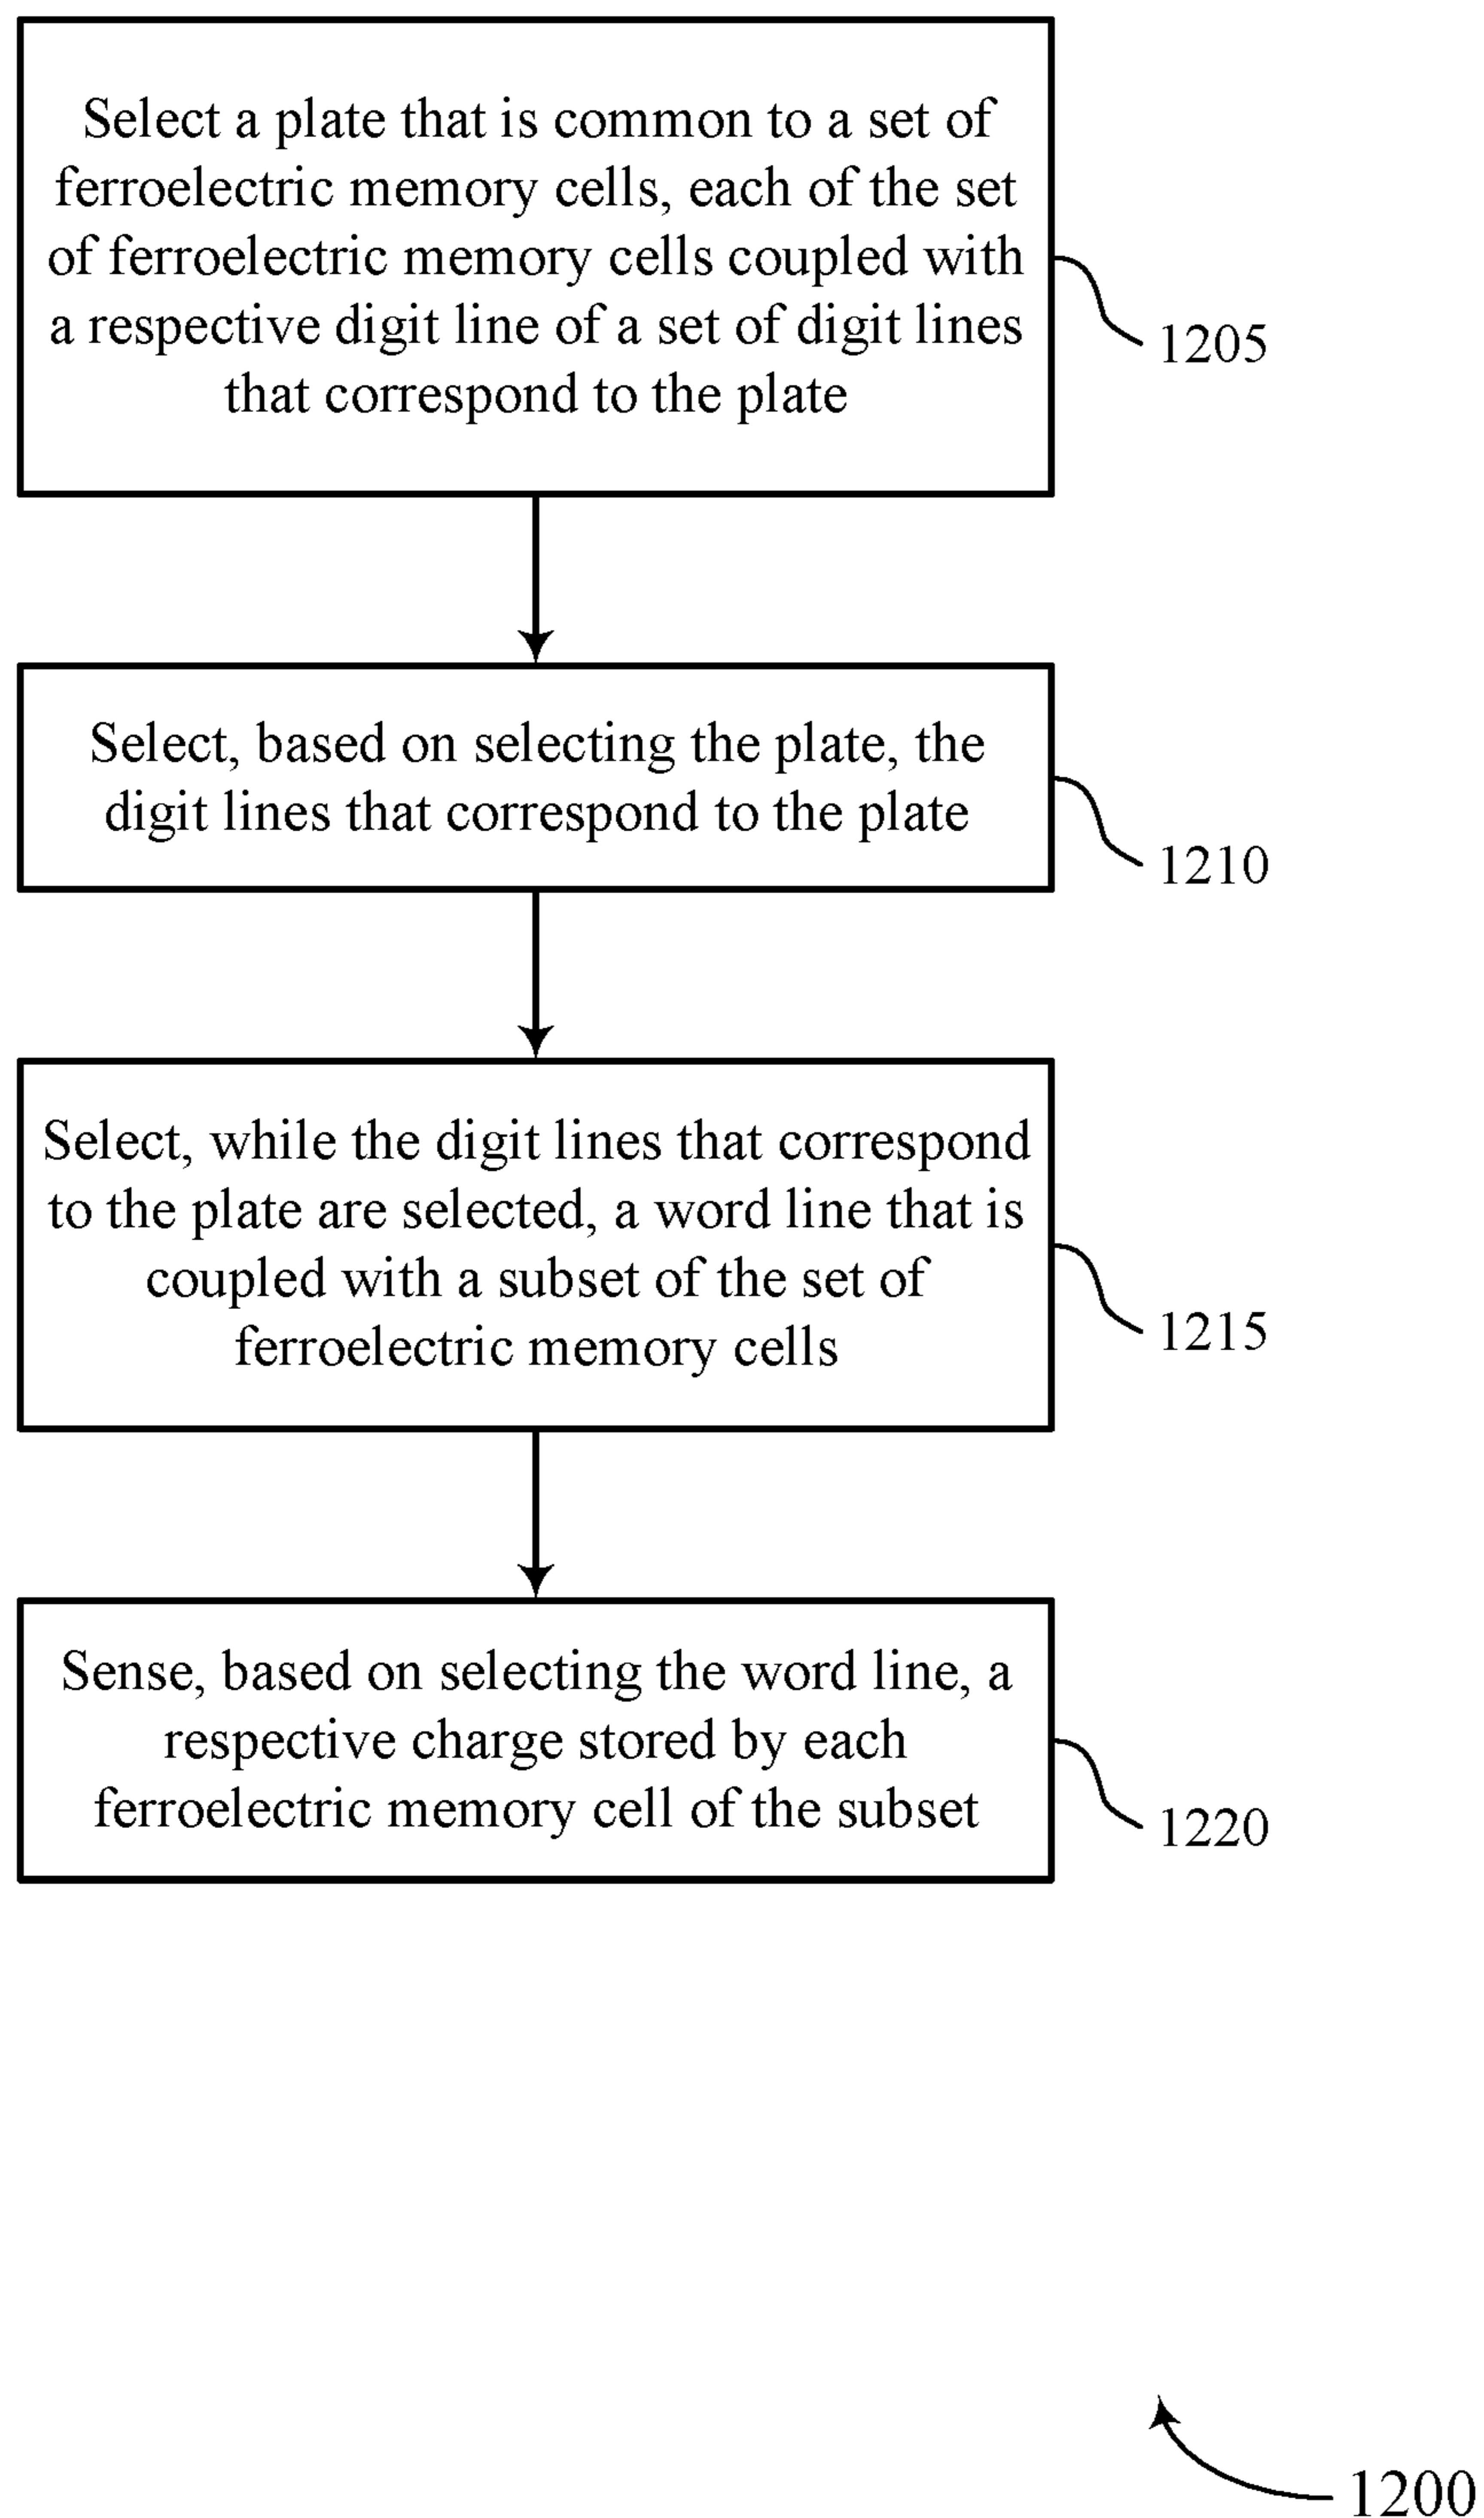 Select a plate that is common to a set of
ferroelectric memory cells, each of the set
of ferroelectric memory cells coupled with
a respective digit line of a set of digit lines
that correspond to the plate
1205
Select, based on selecting the plate, the
digit lines that correspond to the plate
1210
Select, while the digit lines that correspond
to the plate are selected, a word line that is
coupled with a subset of the set of
ferroelectric memory cells
1215
Sense, based on selecting the word line, a
respective charge stored by each
ferroelectric memory cell of the subset
1220
1200